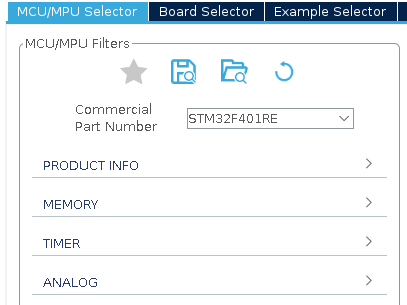 MCU/MPU Selector
Board Selector
Example Selector
MCU/MPU Filters
Commercial
Part Number
STM32F401RE
PRODUCT INFO
MEMORY
TIMER
ANALOG